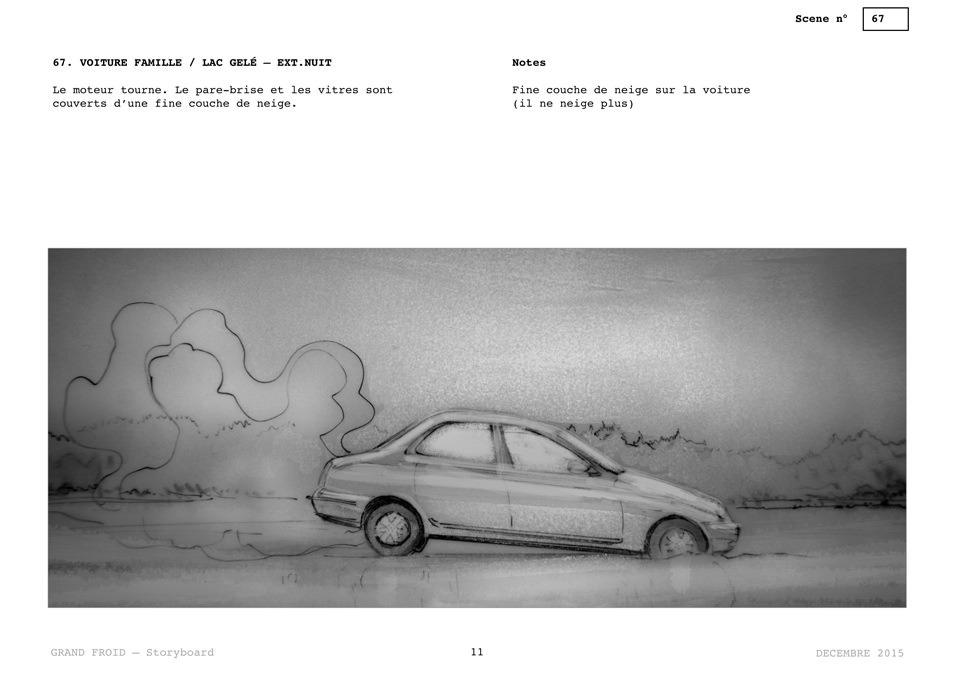 Scene n° 67
67. VOITURE FAMILLE / LAC GELÉ – EXT.NUIT
Le moteur tourne. Le pare-brise et les vitres sont
couverts d’une fine couche de neige.
Notes
Fine couche de neige sur la voiture
(il ne neige plus)
GRAND FROID – Storyboard
11
DECEMBRE 2015